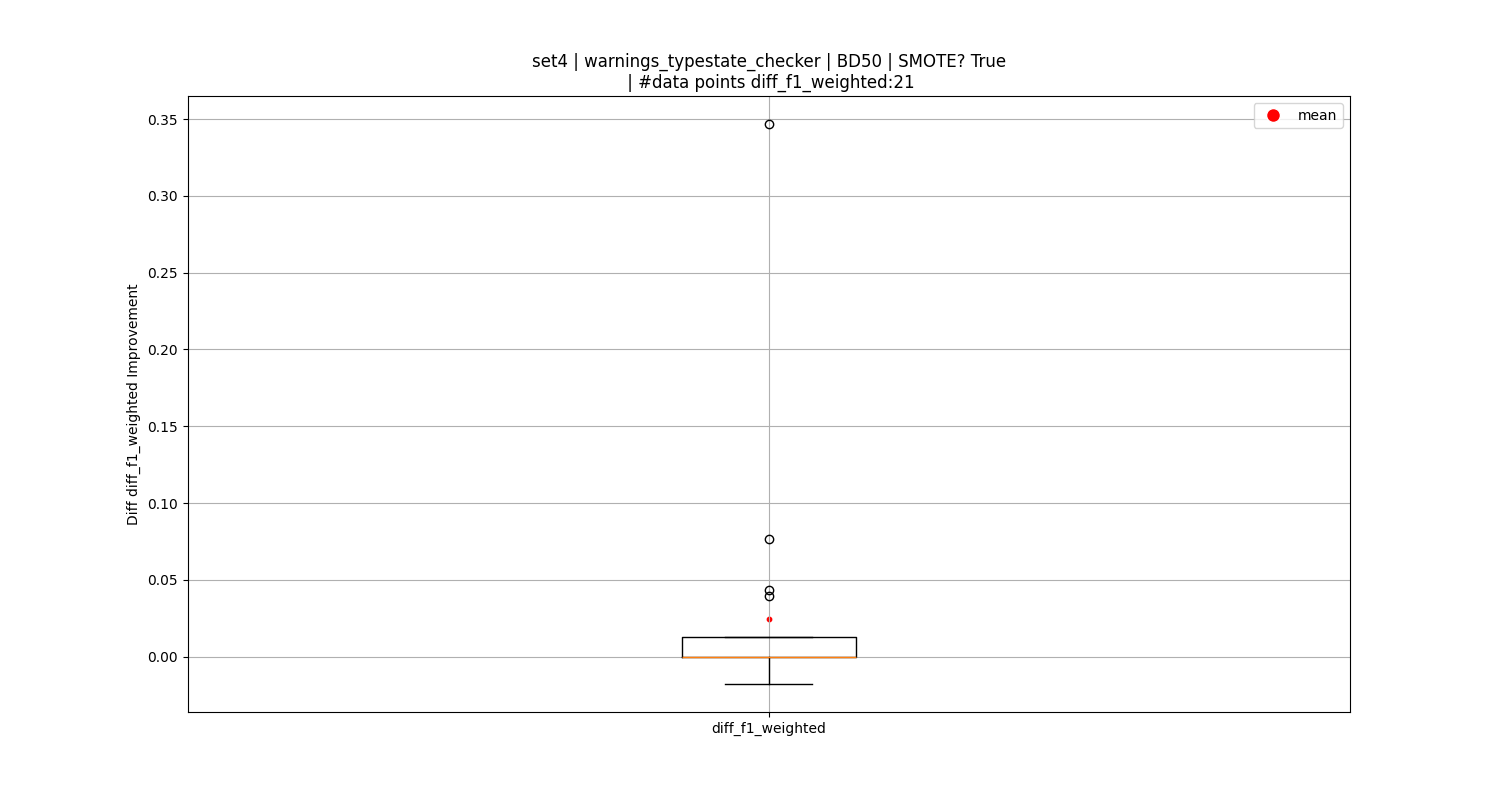 set4 | warnings_typestate_checker | BD50 | SMOTE? True
| #data points diff_f1_weighted:21
mean
0.35
0.30
0.25
0.20
0.15
0.10
0.05
0.00
Diff diff_f1_weighted Improvement
diff_f1_weighted